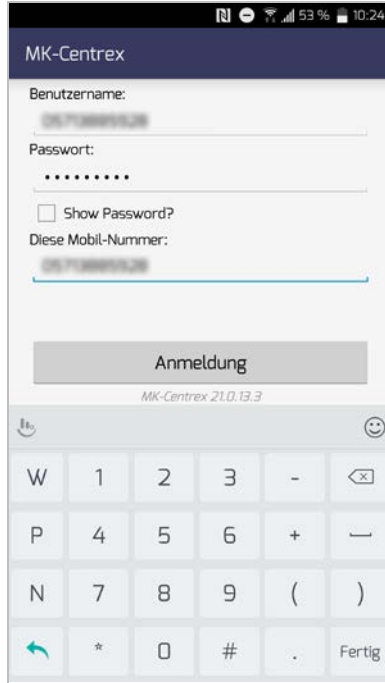 53 % 10:24
MK-Centrex
Benutzername:
Passwort:
•••••••••
Show Password?
Diese Mobil-Nummer:
Anmeldung
MK-Centrex 21.0.13.3
W 1 2 3 -
P 4 5 6 +
N 7 8 9 ( )
* 0 # . Fertig